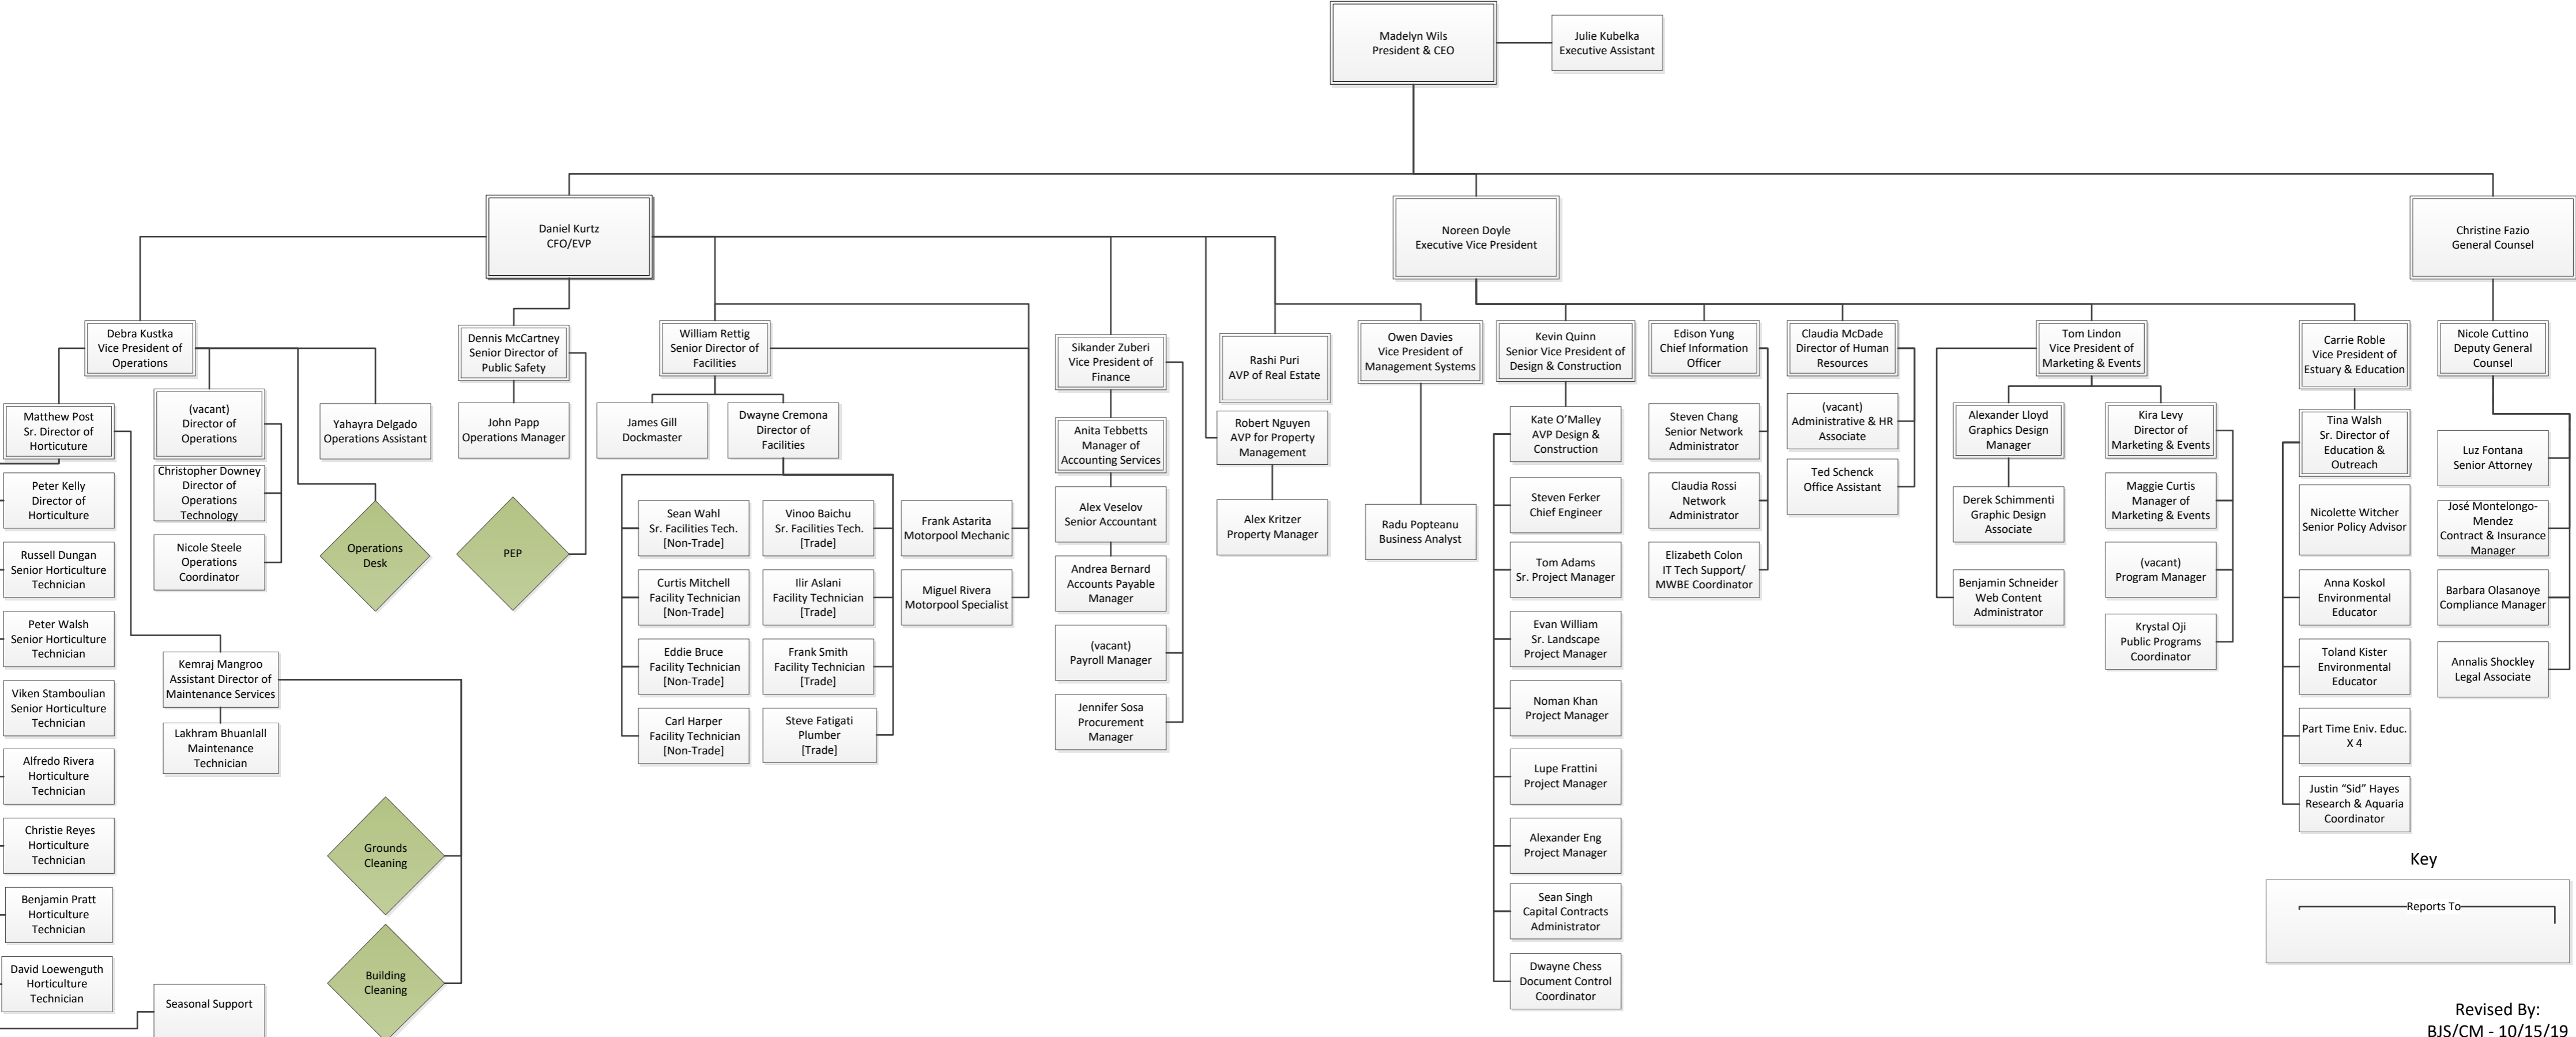 Madelyn Wils
President & CEO
Julie Kubelka
Executive Assistant
Daniel Kurtz
CFO/EVP
Noreen Doyle
Executive Vice President
Christine Fazio
General Counsel
Debra Kustka
Vice President of
Operations
Matthew Post
Sr. Director of
Horticuture
Peter Kelly
Director of
Horticulture
Russell Dungan
Senior Horticulture
Technician
Peter Walsh
Senior Horticulture
Technician
Viken Stamboulian
Senior Horticulture
Technician
Alfredo Rivera
Horticulture
Technician
Christie Reyes
Horticulture
Technician
Benjamin Pratt
Horticulture
Technician
David Loewenguth
Horticulture
Technician
(vacant)
Director of
Operations
Christopher Downey
Director of
Operations
Technology
Nicole Steele
Operations
Coordinator
Yahayra Delgado
Operations Assistant
Operations
Desk
Kemraj Mangroo
Assistant Director of
Maintenance Services
Lakhram Bhuanlall
Maintenance
Technician
Grounds
Cleaning
Building
Cleaning
Seasonal Support
Dennis McCartney
Senior Director of
Public Safety
John Papp
Operations Manager
PEP
William Rettig
Senior Director of
Facilities
James Gill
Dockmaster
Dwayne Cremona
Director of
Facilities
Sean Wahl
Sr. Facilities Tech.
[Non-Trade]
Curtis Mitchell
Facility Technician
[Non-Trade]
Eddie Bruce
Facility Technician
[Non-Trade]
Carl Harper
Facility Technician
[Non-Trade]
Vinoo Baichu
Sr. Facilities Tech.
[Trade]
Ilir Aslani
Facility Technician
[Trade]
Frank Smith
Facility Technician
[Trade]
Steve Fatigati
Plumber
[Trade]
Frank Astarita
Motorpool Mechanic
Miguel Rivera
Motorpool Specialist
Sikander Zuberi
Vice President of
Finance
Anita Tebbetts
Manager of
Accounting Services
Alex Veselov
Senior Accountant
Andrea Bernard
Accounts Payable
Manager
(vacant)
Payroll Manager
Jennifer Sosa
Procurement
Manager
Rashi Puri
AVP of Real Estate
Robert Nguyen
AVP for Property
Management
Alex Kritzer
Property Manager
Owen Davies
Vice President of
Management Systems
Radu Popteanu
Business Analyst
Kevin Quinn
Senior Vice President of
Design & Construction
Kate O’Malley
AVP Design &
Construction
Steven Ferker
Chief Engineer
Tom Adams
Sr. Project Manager
Evan William
Sr. Landscape
Project Manager
Noman Khan
Project Manager
Lupe Frattini
Project Manager
Alexander Eng
Project Manager
Sean Singh
Capital Contracts
Administrator
Dwayne Chess
Document Control
Coordinator
Edison Yung
Chief Information
Officer
Steven Chang
Senior Network
Administrator
Claudia Rossi
Network
Administrator
Elizabeth Colon
IT Tech Support/
MWBE Coordinator
Claudia McDade
Director of Human
Resources
(vacant)
Administrative & HR
Associate
Ted Schenck
Office Assistant
Tom Lindon
Vice President of
Marketing & Events
Alexander Lloyd
Graphics Design
Manager
Derek Schimmenti
Graphic Design
Associate
Benjamin Schneider
Web Content
Administrator
Kira Levy
Director of
Marketing & Events
Maggie Curtis
Manager of
Marketing & Events
(vacant)
Program Manager
Krystal Oji
Public Programs
Coordinator
Carrie Roble
Vice President of
Estuary & Education
Tina Walsh
Sr. Director of
Education &
Outreach
Nicolette Witcher
Senior Policy Advisor
Anna Koskol
Environmental
Educator
Toland Kister
Environmental
Educator
Part Time Eniv. Educ.
X 4
Justin “Sid” Hayes
Research & Aquaria
Coordinator
Nicole Cuttino
Deputy General
Counsel
Luz Fontana
Senior Attorney
José Montelongo-
Mendez
Contract & Insurance
Manager
Barbara Olasanoye
Compliance Manager
Annalis Shockley
Legal Associate
Key
Reports To
Revised By:
BJS/CM - 10/15/19